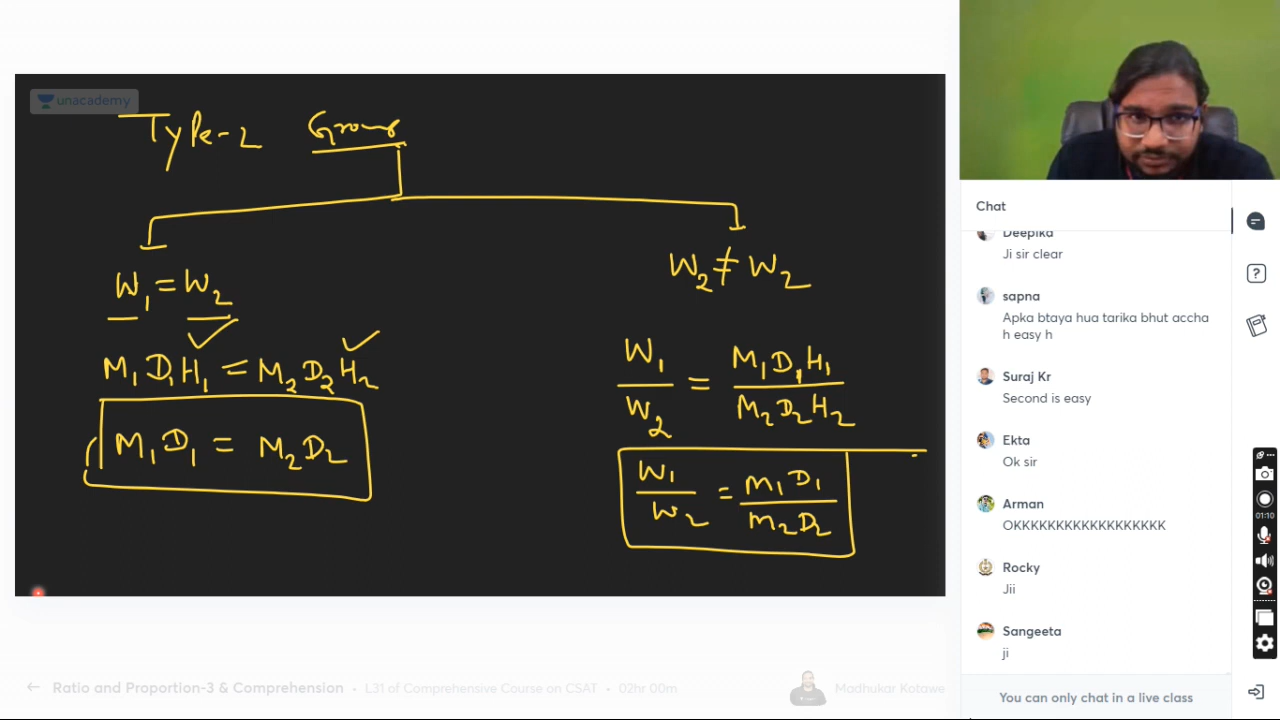 unacademy
Type-2 Group
W₁ = W₂
W₂ ≠ W₂
M₁D₁H₁ = M₂D₂H₂
M₁D₁ = M₂D₂
W₁/W₂ = M₁D₁H₁/M₂D₂H₂
W₁/W₂ = M₁D₁/M₂D₂
Chat
Deepika
Ji sir clear
sapna
Apka btaya hua tarika bhut accha
h easy h
Suraj Kr
Second is easy
Ekta
Ok sir
Arman
OKKKKKKKKKKKKKKKKKK
Rocky
Jii
Sangeeta
ji
You can only chat in a live class
01:10
← Ratio and Proportion-3 & Comprehension • L31 of Comprehensive Course on CSAT • 02hr 00m
Madhukar Kotawe